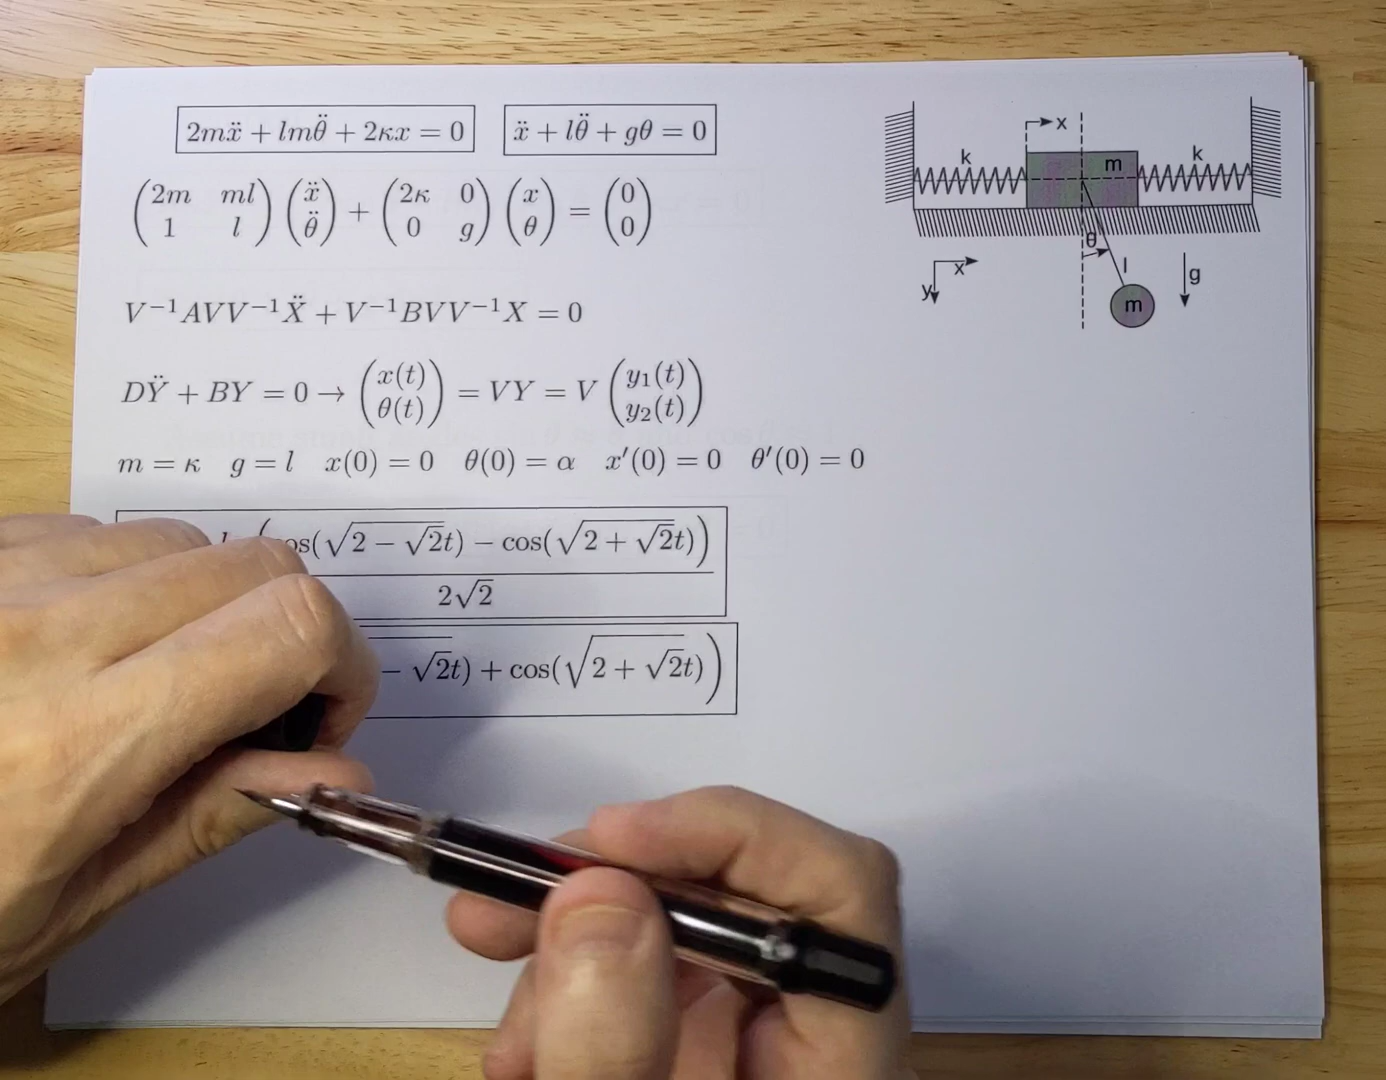 2mẍ + lmθ̈ + 2κx = 0   ẍ + lθ̈ + gθ = 0
(2m ml; 1 l) (ẍ; θ̈) + (2κ 0; 0 g) (x; θ) = (0; 0)
V⁻¹AVV⁻¹Ẍ + V⁻¹BVV⁻¹X = 0
DŸ + BY = 0 → (x(t); θ(t)) = VY = V (y₁(t); y₂(t))
m = κ   g = l   x(0) = 0   θ(0) = α   x′(0) = 0   θ′(0) = 0
cos(√(2 − √2)t) − cos(√(2 + √2)t))
2√2
− √2t) + cos(√(2 + √2)t))
x
k
m
k
θ
l
x
y
g
m